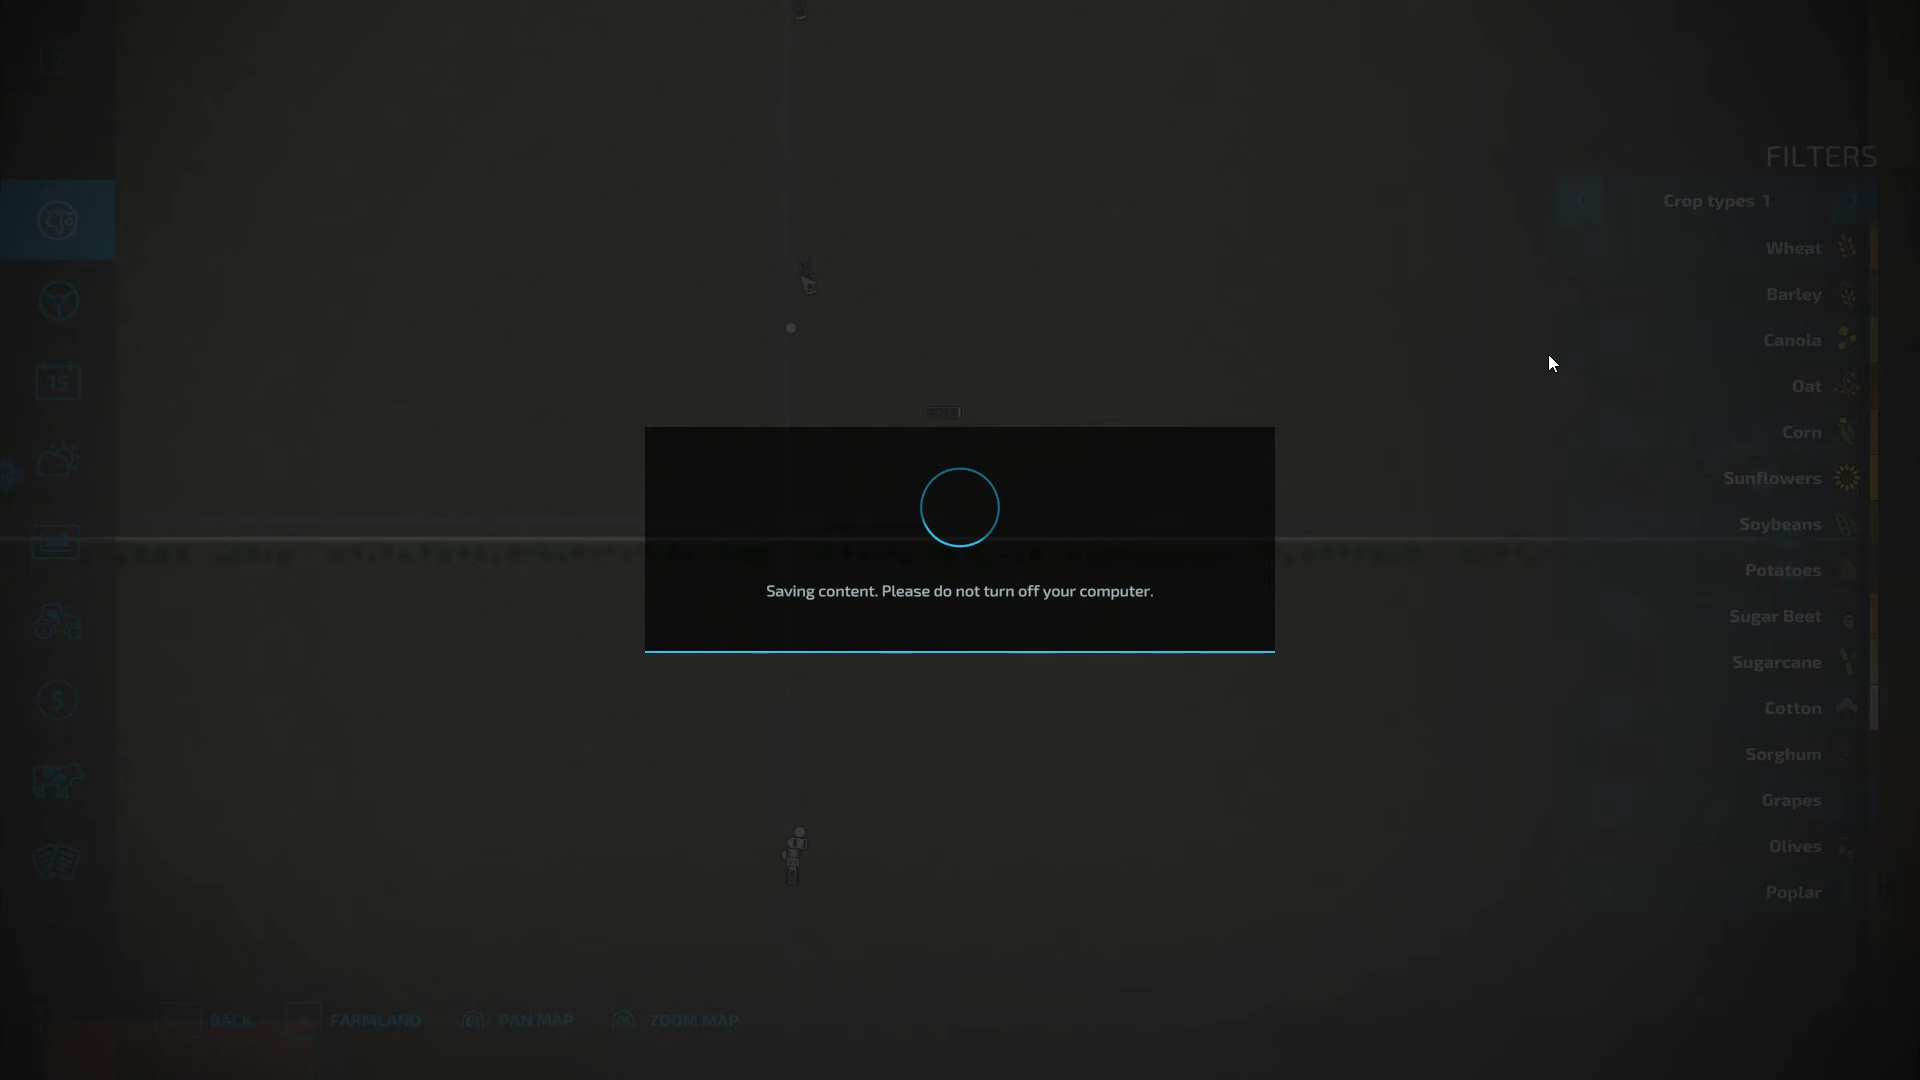 FILTERS
Crop types 1
Wheat
Barley
Canola
Oat
Corn
Sunflowers
Soybeans
Potatoes
Sugar Beet
Sugarcane
Cotton
Sorghum
Grapes
Olives
Poplar
15
$
Saving content. Please do not turn off your computer.
BACK
FARMLAND
PAN MAP
ZOOM MAP